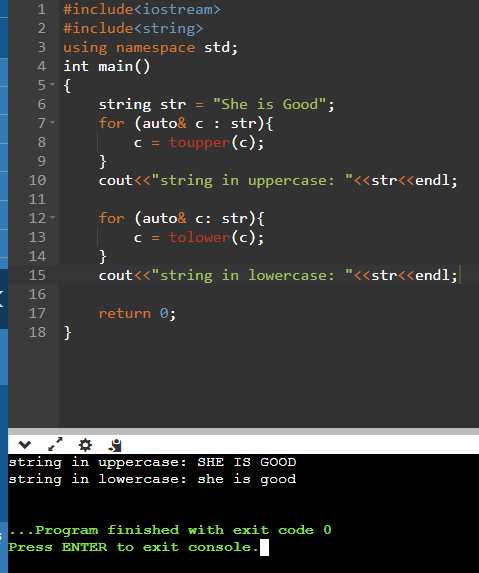 1 #include<iostream>
2 #include<string>
3 using namespace std;
4 int main()
5 {
6     string str = "She is Good";
7     for (auto& c : str){
8         c = toupper(c);
9     }
10     cout<<"string in uppercase: "<<str<<endl;
11
12     for (auto& c: str){
13         c = tolower(c);
14     }
15     cout<<"string in lowercase: "<<str<<endl;
16
17     return 0;
18 }
string in uppercase: SHE IS GOOD
string in lowercase: she is good
...Program finished with exit code 0
Press ENTER to exit console.